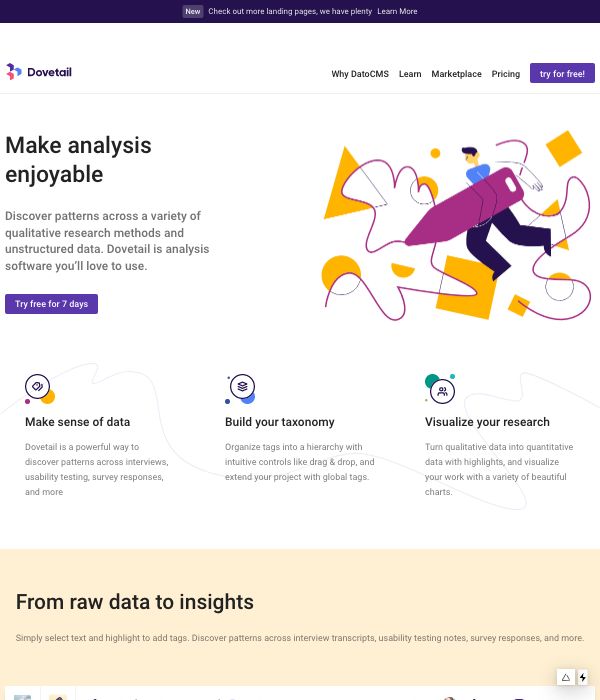 New Check out more landing pages, we have plenty Learn More
Dovetail
Why DatoCMS Learn Marketplace Pricing try for free!
Make analysis
enjoyable
Discover patterns across a variety of
qualitative research methods and
unstructured data. Dovetail is analysis
software you’ll love to use.
Try free for 7 days
Make sense of data
Dovetail is a powerful way to
discover patterns across interviews,
usability testing, survey responses,
and more
Build your taxonomy
Organize tags into a hierarchy with
intuitive controls like drag & drop, and
extend your project with global tags.
Visualize your research
Turn qualitative data into quantitative
data with highlights, and visualize
your work with a variety of beautiful
charts.
From raw data to insights
Simply select text and highlight to add tags. Discover patterns across interview transcripts, usability testing notes, survey responses, and more.